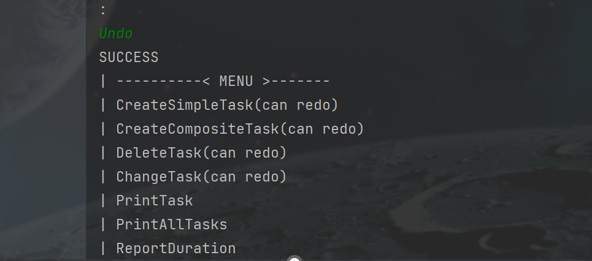 :
Undo
SUCCESS
| ----------< MENU >-------
| CreateSimpleTask(can redo)
| CreateCompositeTask(can redo)
| DeleteTask(can redo)
| ChangeTask(can redo)
| PrintTask
| PrintAllTasks
| ReportDuration